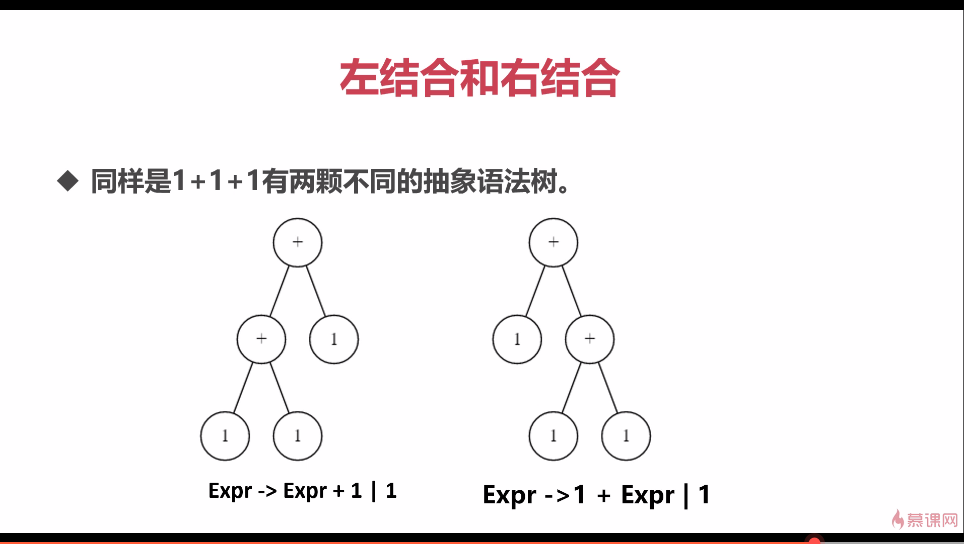 左结合和右结合
◆ 同样是1+1+1有两颗不同的抽象语法树。
+ +
+ 1 1 +
1 1 1 1
Expr -> Expr + 1 | 1
Expr ->1 + Expr | 1
慕课网